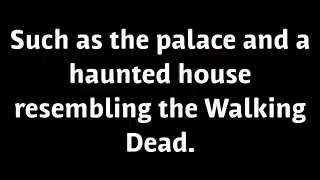 Such as the palace and a
haunted house
resembling the Walking
Dead.